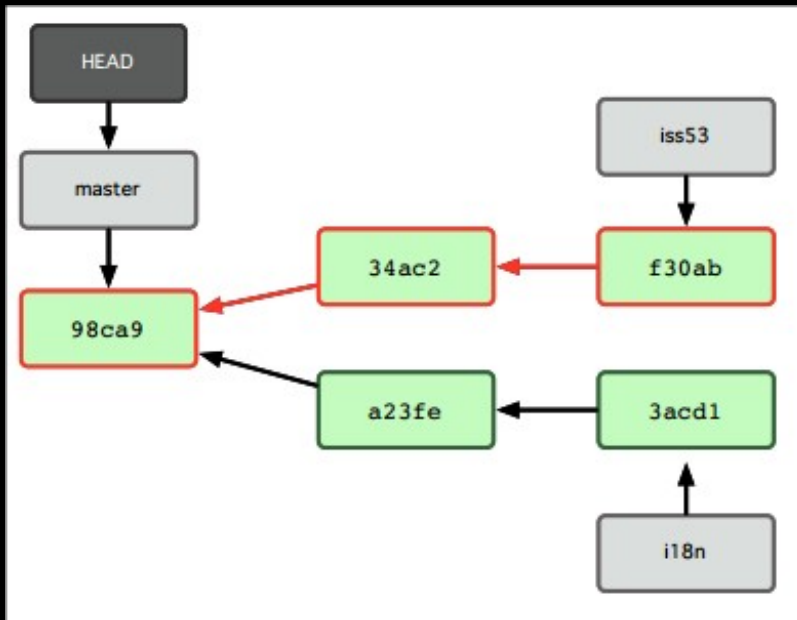 HEAD
iss53
master
34ac2
f30ab
98ca9
a23fe
3acd1
i18n